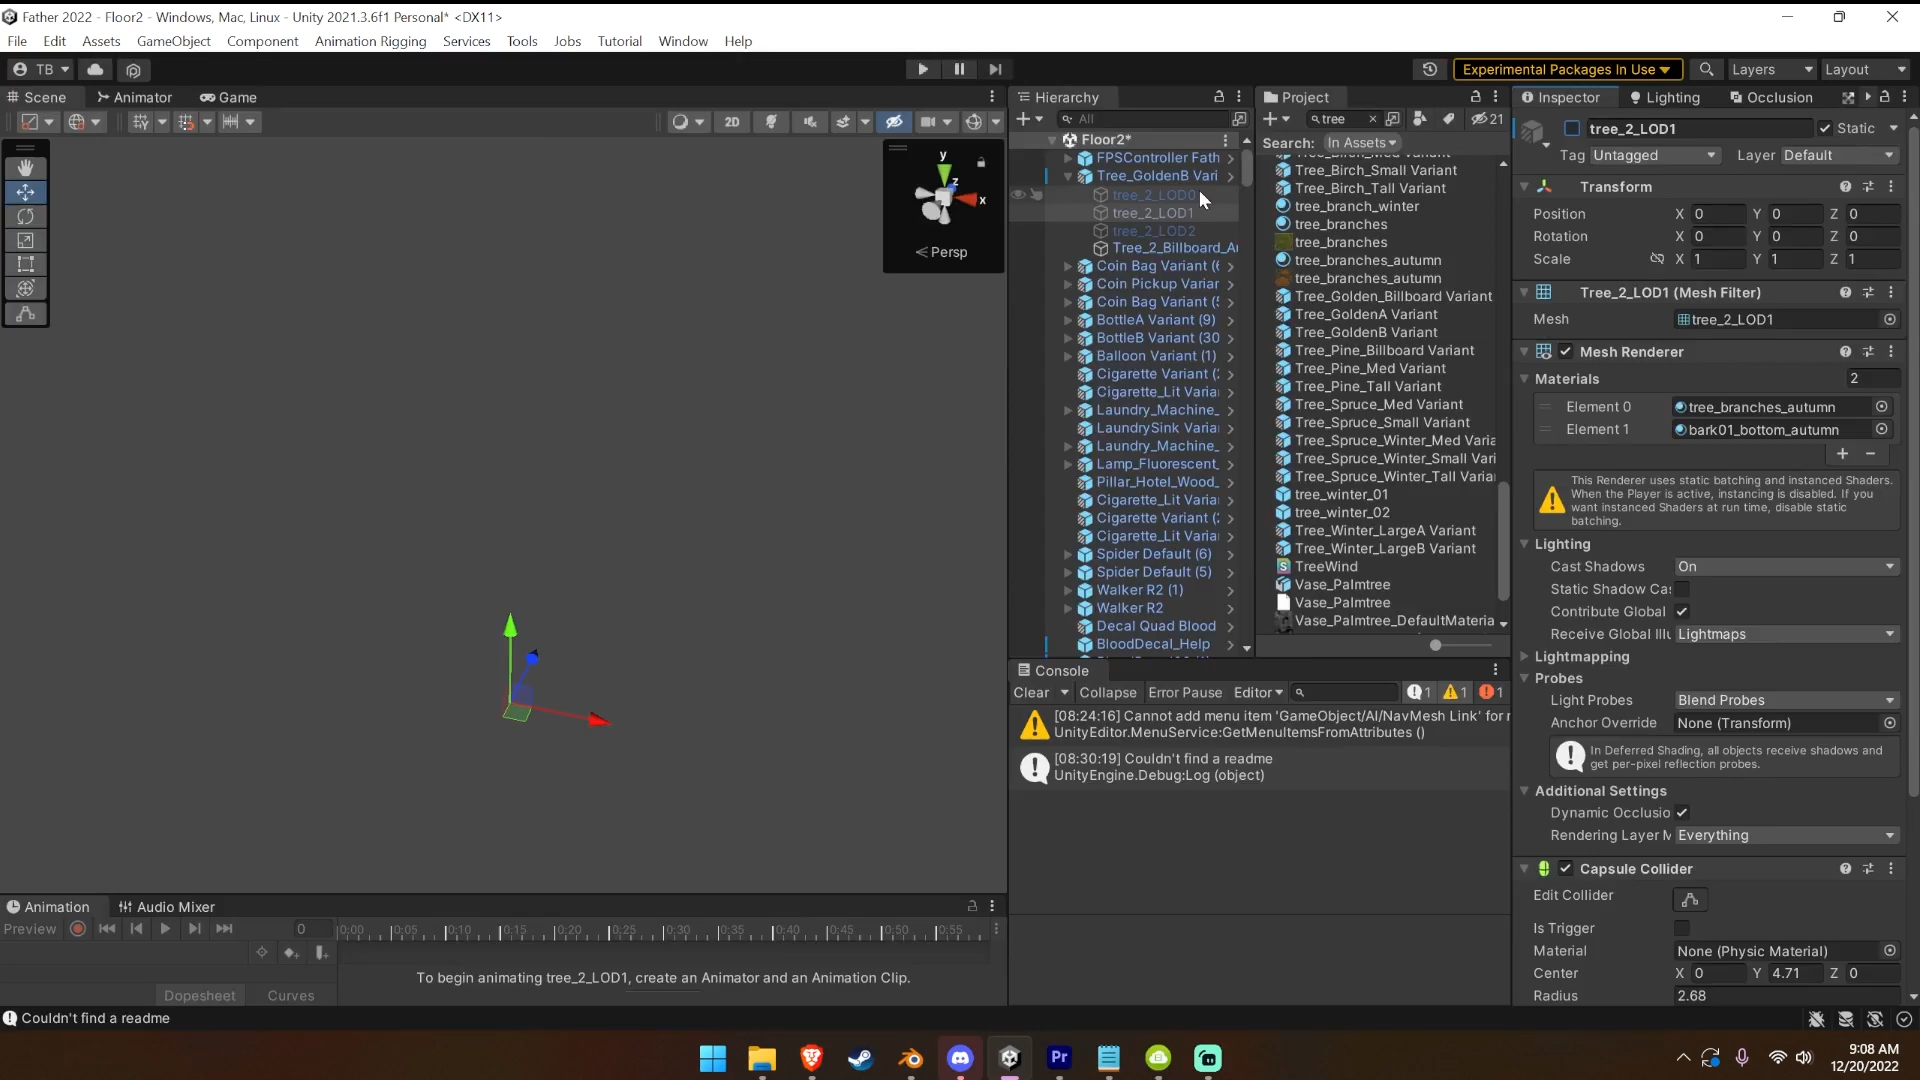 Father 2022 - Floor2 - Windows, Mac, Linux - Unity 2021.3.6f1 Personal* <DX11>
File Edit Assets GameObject Component Animation Rigging Services Tools Jobs Tutorial Window Help
TB Experimental Packages In Use Layers Layout
Scene Animator Game
2D
y
z
x
Persp
Hierarchy
All
Floor2*
FPSController Fath
Tree_GoldenB Vari
tree_2_LOD0
tree_2_LOD1
tree_2_LOD2
Tree_2_Billboard_Au
Coin Bag Variant (6
Coin Pickup Varian
Coin Bag Variant (5
BottleA Variant (9)
BottleB Variant (30
Balloon Variant (1)
Cigarette Variant (2
Cigarette_Lit Varia
Laundry_Machine_
LaundrySink Varia
Laundry_Machine_
Lamp_Fluorescent_
Pillar_Hotel_Wood_
Cigarette_Lit Varia
Cigarette Variant (2
Cigarette_Lit Varia
Spider Default (6)
Spider Default (5)
Walker R2 (1)
Walker R2
Decal Quad Blood
BloodDecal_Help
Project
tree 21
Search: In Assets
Tree_Birch_Med Variant
Tree_Birch_Small Variant
Tree_Birch_Tall Variant
tree_branch_winter
tree_branches
tree_branches
tree_branches_autumn
tree_branches_autumn
Tree_Golden_Billboard Variant
Tree_GoldenA Variant
Tree_GoldenB Variant
Tree_Pine_Billboard Variant
Tree_Pine_Med Variant
Tree_Pine_Tall Variant
Tree_Spruce_Med Variant
Tree_Spruce_Small Variant
Tree_Spruce_Winter_Med Varia
Tree_Spruce_Winter_Small Vari
Tree_Spruce_Winter_Tall Varia
tree_winter_01
tree_winter_02
Tree_Winter_LargeA Variant
Tree_Winter_LargeB Variant
TreeWind
Vase_Palmtree
Vase_Palmtree
Vase_Palmtree_DefaultMateria
Console
Clear Collapse Error Pause Editor 1 1 1
[08:24:16] Cannot add menu item 'GameObject/AI/NavMesh Link' for r
UnityEditor.MenuService:GetMenuItemsFromAttributes ()
[08:30:19] Couldn't find a readme
UnityEngine.Debug:Log (object)
Inspector Lighting Occlusion
tree_2_LOD1 Static
Tag Untagged Layer Default
Transform
Position X 0 Y 0 Z 0
Rotation X 0 Y 0 Z 0
Scale X 1 Y 1 Z 1
Tree_2_LOD1 (Mesh Filter)
Mesh tree_2_LOD1
Mesh Renderer
Materials 2
Element 0 tree_branches_autumn
Element 1 bark01_bottom_autumn
This Renderer uses static batching and instanced Shaders.
When the Player is active, instancing is disabled. If you
want instanced Shaders at run time, disable static
batching.
Lighting
Cast Shadows On
Static Shadow Ca
Contribute Global
Receive Global Illu Lightmaps
Lightmapping
Probes
Light Probes Blend Probes
Anchor Override None (Transform)
In Deferred Shading, all objects receive shadows and
get per-pixel reflection probes.
Additional Settings
Dynamic Occlusio
Rendering Layer M Everything
Capsule Collider
Edit Collider
Is Trigger
Material None (Physic Material)
Center X 0 Y 4.71 Z 0
Radius 2.68
Animation Audio Mixer
Preview 0 0:00 0:05 0:10 0:15 0:20 0:25 0:30 0:35 0:40 0:45 0:50 0:55
To begin animating tree_2_LOD1, create an Animator and an Animation Clip.
Dopesheet Curves
Couldn't find a readme
Pr
9:08 AM
12/20/2022